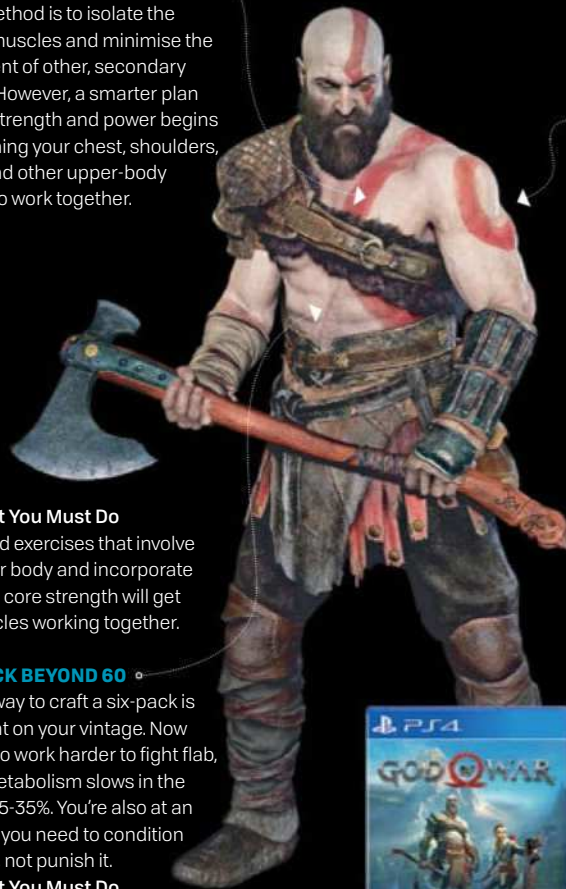 ethod is to isolate the
muscles and minimise the
nt of other, secondary
However, a smarter plan
strength and power begins
ning your chest, shoulders,
nd other upper-body
o work together.
t You Must Do
d exercises that involve
r body and incorporate
core strength will get
cles working together.
CK BEYOND 60
way to craft a six-pack is
nt on your vintage. Now
o work harder to fight flab,
etabolism slows in the
5-35%. You're also at an
you need to condition
not punish it.
t You Must Do
PS4
GOD OF WAR